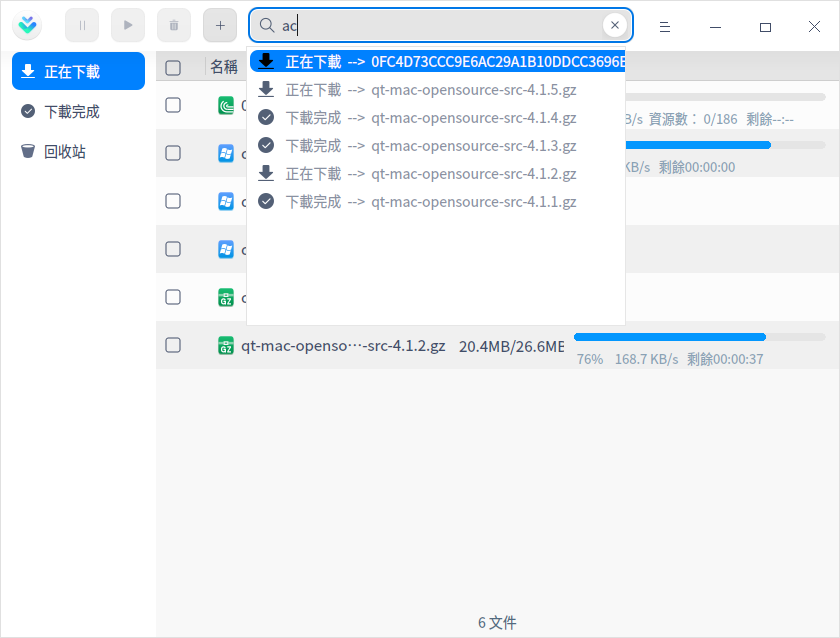 ac
正在下載
下載完成
回收站
名稱
正在下載 --> 0FC4D73CCC9E6AC29A1B10DDCC3696E
正在下載 --> qt-mac-opensource-src-4.1.5.gz
下載完成 --> qt-mac-opensource-src-4.1.4.gz
下載完成 --> qt-mac-opensource-src-4.1.3.gz
正在下載 --> qt-mac-opensource-src-4.1.2.gz
下載完成 --> qt-mac-opensource-src-4.1.1.gz
B/s 資源數： 0/186 剩餘--:--
KB/s 剩餘00:00:00
GZ
GZ qt-mac-openso⋯-src-4.1.2.gz 20.4MB/26.6ME
76% 168.7 KB/s 剩餘00:00:37
6 文件